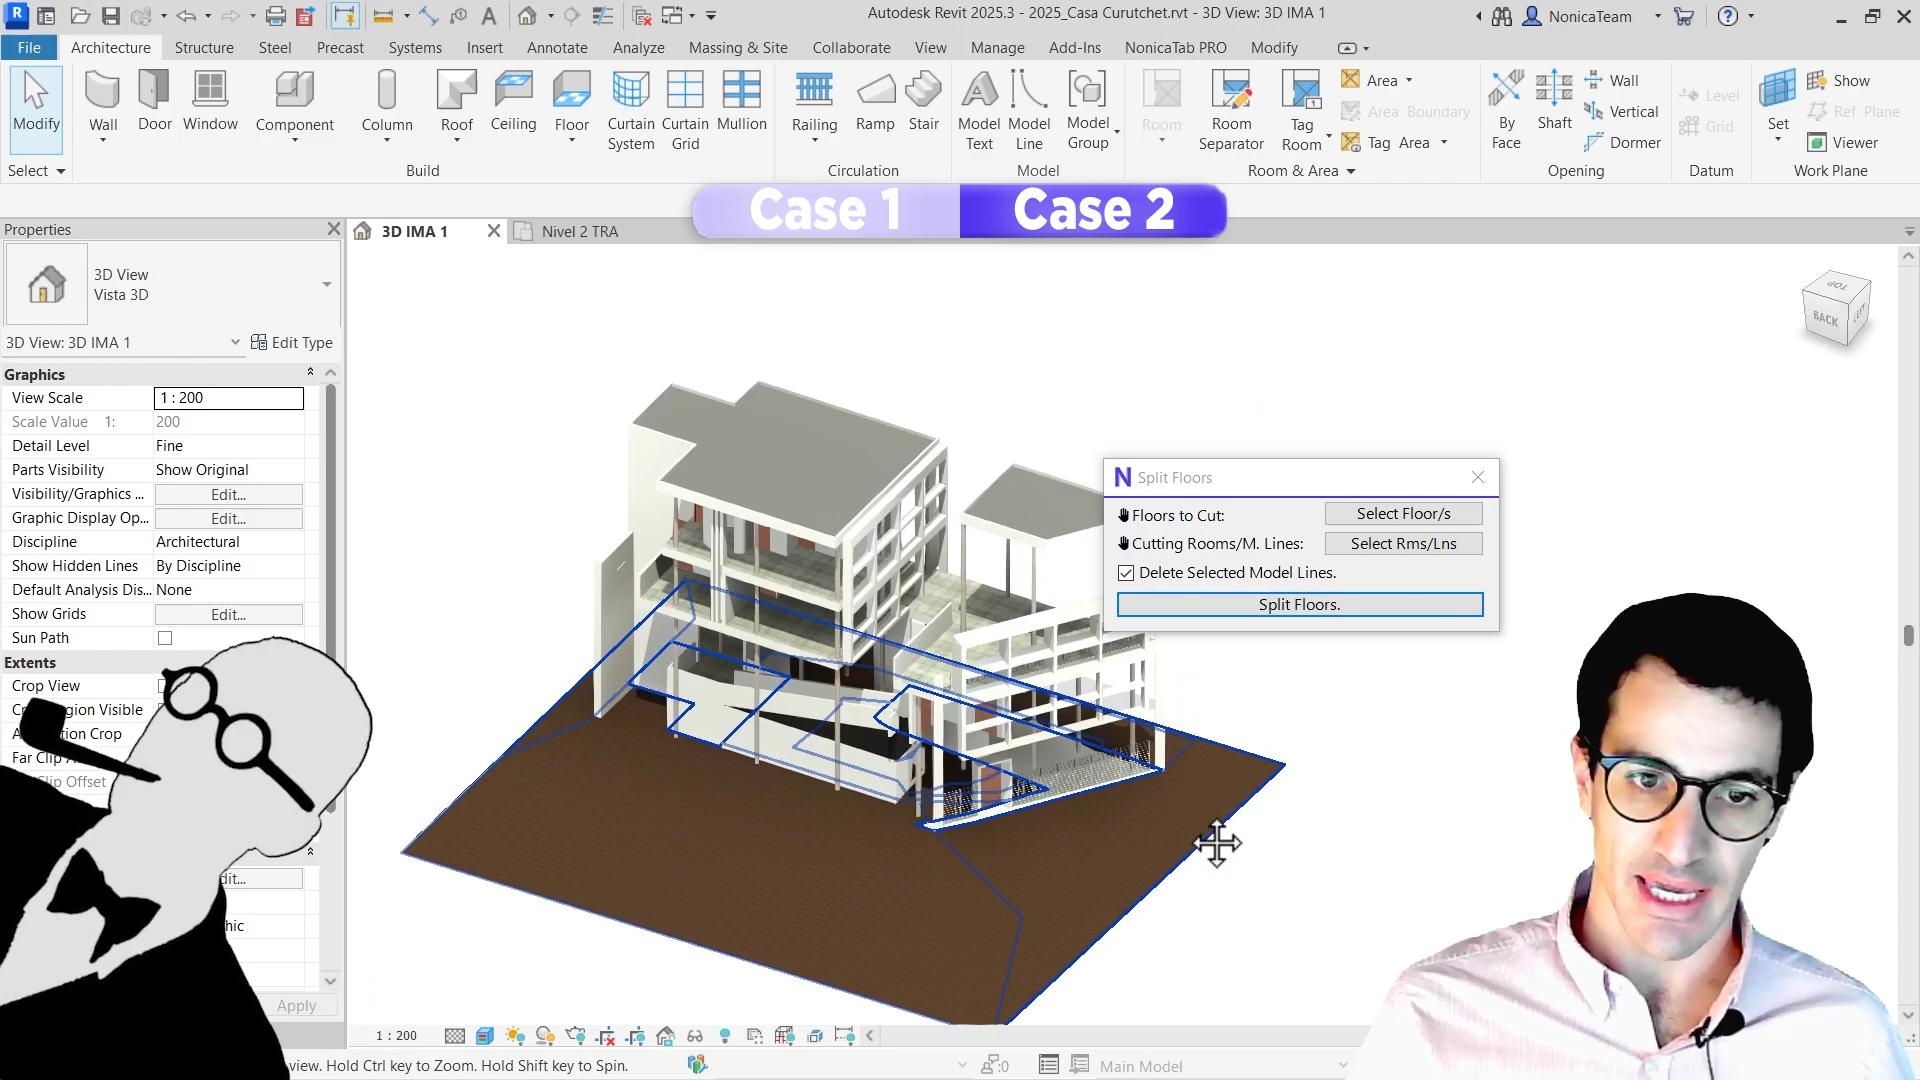 Autodesk Revit 2025.3 - 2025_Casa Curutchet.rvt - 3D View: 3D IMA 1
NonicaTeam
File
Architecture
Structure
Steel
Precast
Systems
Insert
Annotate
Analyze
Massing & Site
Collaborate
View
Manage
Add-Ins
NonicaTab PRO
Modify
Modify
Wall
Door
Window
Component
Column
Roof
Ceiling
Floor
Curtain System
Curtain Grid
Mullion
Railing
Ramp
Stair
Model Text
Model Line
Model Group
Room
Room Separator
Tag Room
Area
Area Boundary
Tag Area
By Face
Shaft
Wall
Vertical
Dormer
Level
Grid
Set
Show
Ref Plane
Viewer
Select
Build
Circulation
Model
Room & Area
Opening
Datum
Work Plane
Case 1
Case 2
Properties
3D IMA 1
Nivel 2 TRA
3D View
Vista 3D
3D View: 3D IMA 1
Edit Type
Graphics
View Scale
1 : 200
Scale Value 1:
200
Detail Level
Fine
Parts Visibility
Show Original
Visibility/Graphics ...
Edit...
Graphic Display Op...
Edit...
Discipline
Architectural
Show Hidden Lines
By Discipline
Default Analysis Dis...
None
Show Grids
Edit...
Sun Path
Extents
Crop View
egion Visible
tion Crop
Far Clip
Offset
dit...
hic
Apply
TOP
BACK
LEFT
N Split Floors
Floors to Cut:
Select Floor/s
Cutting Rooms/M. Lines:
Select Rms/Lns
Delete Selected Model Lines.
Split Floors.
1 : 200
view. Hold Ctrl key to Zoom. Hold Shift key to Spin.
:0
Main Model